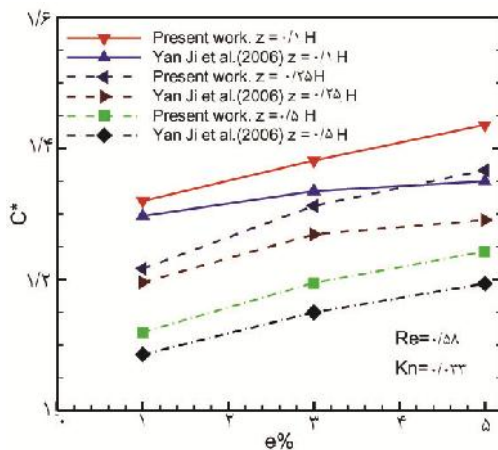 ۱/۶
Present work. z = ۰/۱ H
Yan Ji et al.(2006) z = ۰/۱ H
Present work. z = ۰/۲۵H
Yan Ji et al.(2006) z = ۰/۲۵ H
Present work. z =۰/۵ H
Yan Ji et al.(2006) z = ۰/۵ H
۱/۴
C*
۱/۲
Re=۰/۵۸
Kn=۰/۰۳۳
۱
۰ ۱ ۲ ۳ ۴ ۵
e%